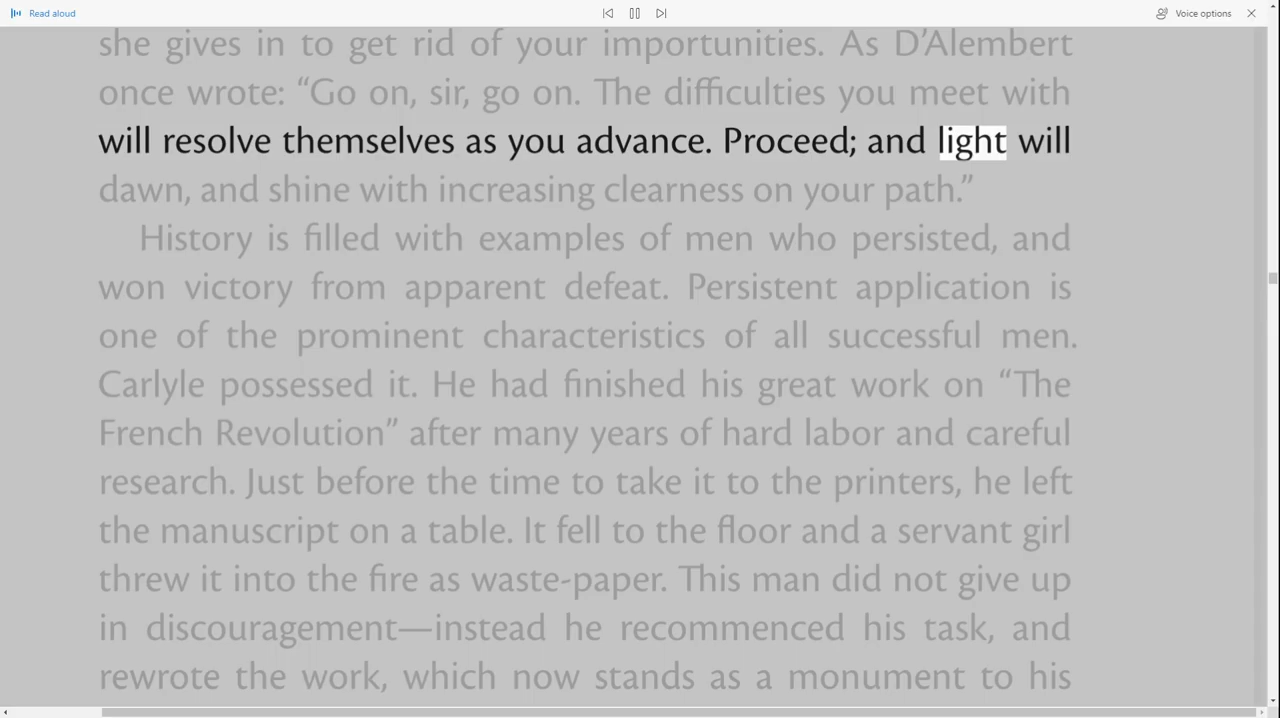 Read aloud
Voice options
she gives in to get rid of your importunities. As D’Alembert
once wrote: “Go on, sir, go on. The difficulties you meet with
will resolve themselves as you advance. Proceed; and light will
dawn, and shine with increasing clearness on your path.”
History is filled with examples of men who persisted, and
won victory from apparent defeat. Persistent application is
one of the prominent characteristics of all successful men.
Carlyle possessed it. He had finished his great work on “The
French Revolution” after many years of hard labor and careful
research. Just before the time to take it to the printers, he left
the manuscript on a table. It fell to the floor and a servant girl
threw it into the fire as waste-paper. This man did not give up
in discouragement—instead he recommenced his task, and
rewrote the work, which now stands as a monument to his